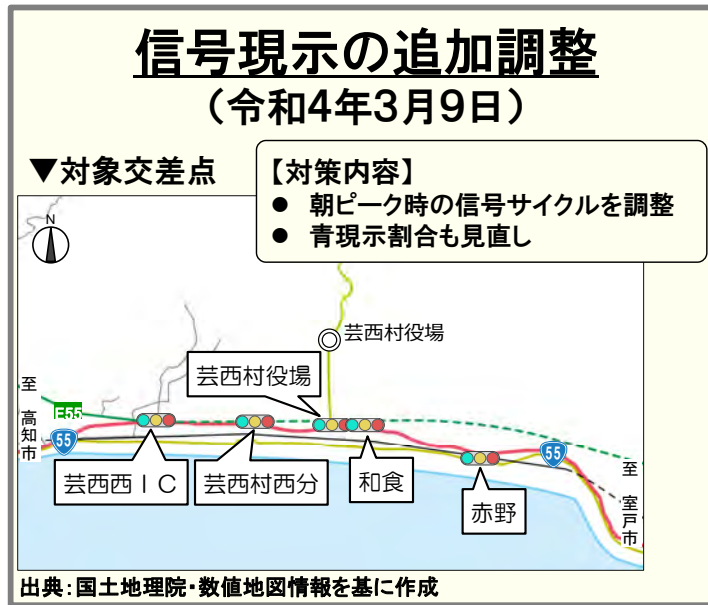 信号現示の追加調整
（令和4年3月9日）
▼対象交差点
【対策内容】
● 朝ピーク時の信号サイクルを調整
● 青現示割合も見直し
N
芸西村役場
芸西村役場
至高知市
E55
55
芸西西ＩＣ
芸西村西分
和食
赤野
55
至室戸市
出典：国土地理院・数値地図情報を基に作成